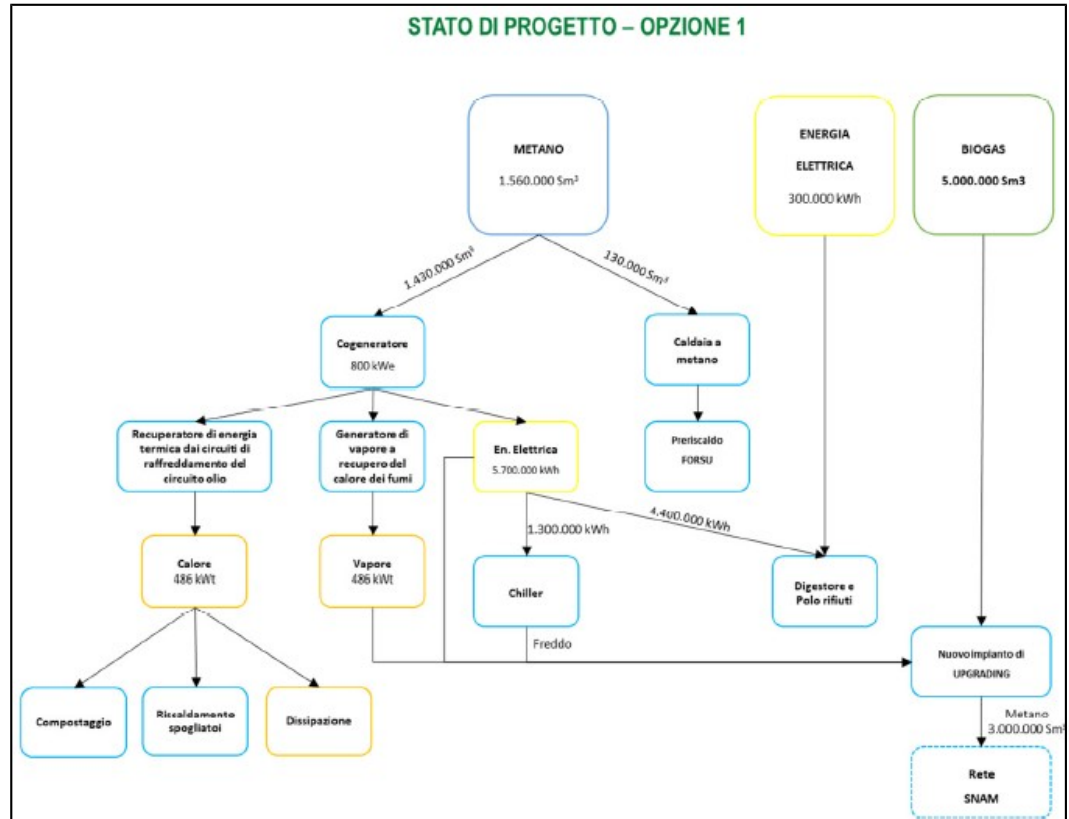 STATO DI PROGETTO – OPZIONE 1
METANO
1.560.000 Sm³
ENERGIA
ELETTRICA
300.000 kWh
BIOGAS
5.000.000 Sm3
1.430.000 Sm³
130.000 Sm³
Cogeneratore
800 kWe
Caldaia a
metano
Recuperatore di energia
termica dai circuiti di
raffreddamento del
circuito olio
Generatore di
vapore a
recupero del
calore dei fumi
En. Elettrica
5.700.000 kWh
Preriscaldo
FORSU
1.300.000 kWh
4.400.000 kWh
Calore
486 kWt
Vapore
486 kWt
Chiller
Digestore e
Polo rifiuti
Freddo
Nuovo impianto di
UPGRADING
Compostaggio
Riscaldamento
spogliatoi
Dissipazione
Metano
3.000.000 Sm³
Rete
SNAM